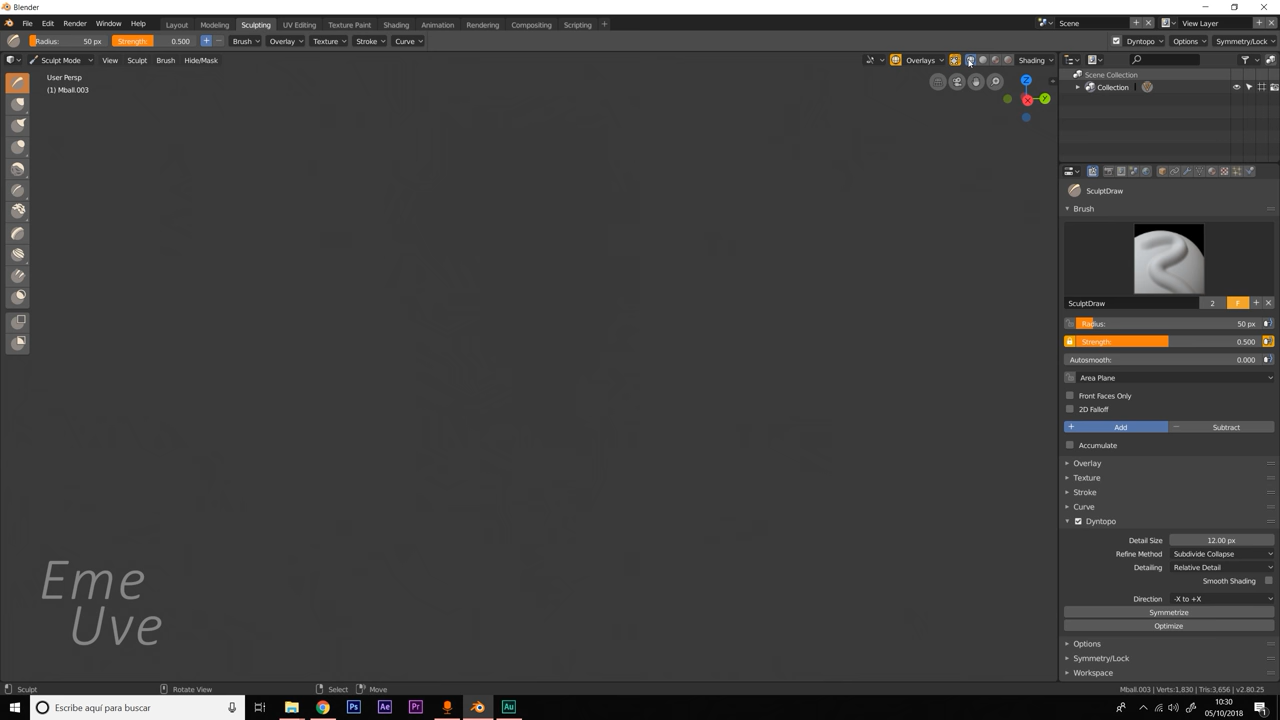 Blender
File Edit Render Window Help Layout Modeling Sculpting UV Editing Texture Paint Shading Animation Rendering Compositing Scripting + Scene View Layer
Radius: 50 px Strength: 0.500 Brush Overlay Texture Stroke Curve Dyntopo Options Symmetry/Lock
Sculpt Mode View Sculpt Brush Hide/Mask Overlays Shading
User Persp
(1) Mball.003
Z
X
Y
Scene Collection
Collection
SculptDraw
Brush
SculptDraw 2 F
Radius: 50 px
Strength: 0.500
Autosmooth: 0.000
Area Plane
Front Faces Only
2D Falloff
Add Subtract
Accumulate
Overlay
Texture
Stroke
Curve
Dyntopo
Detail Size 12.00 px
Refine Method Subdivide Collapse
Detailing Relative Detail
Smooth Shading
Direction -X to +X
Symmetrize
Optimize
Options
Symmetry/Lock
Workspace
Eme
Uve
Sculpt Rotate View Select Move Mball.003 | Verts:1,830 | Tris:3,656 | v2.80.25
Escribe aquí para buscar Ps Ae Pr Au 10:30
05/10/2018